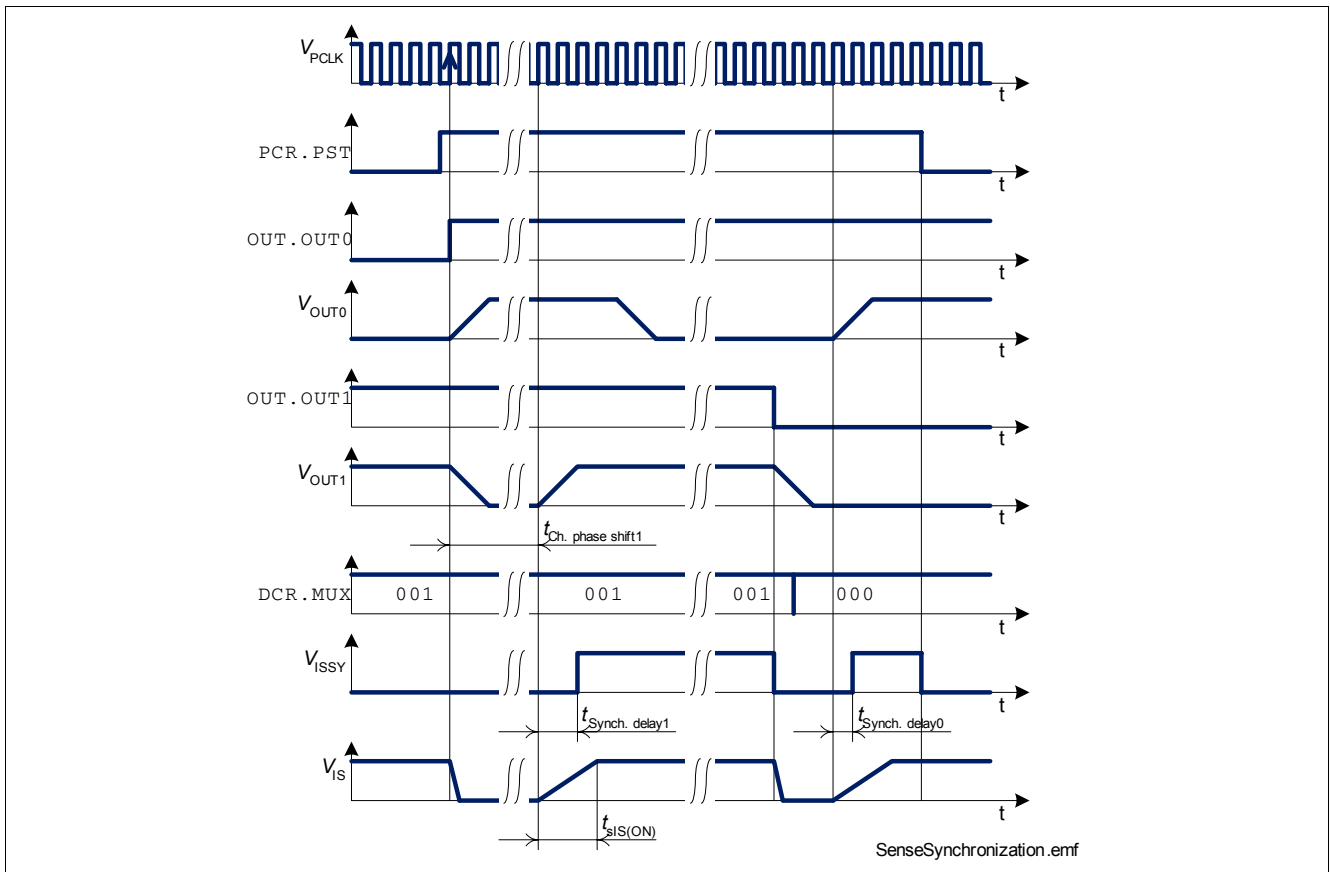 VPCLK
t
PCR.PST
t
OUT.OUT0
t
VOUT0
t
OUT.OUT1
t
VOUT1
t
tCh. phase shift1
DCR.MUX 001 001 001 000
t
VISSY
t
tSynch. delay1 tSynch. delay0
VIS
t
tsIS(ON)
SenseSynchronization.emf